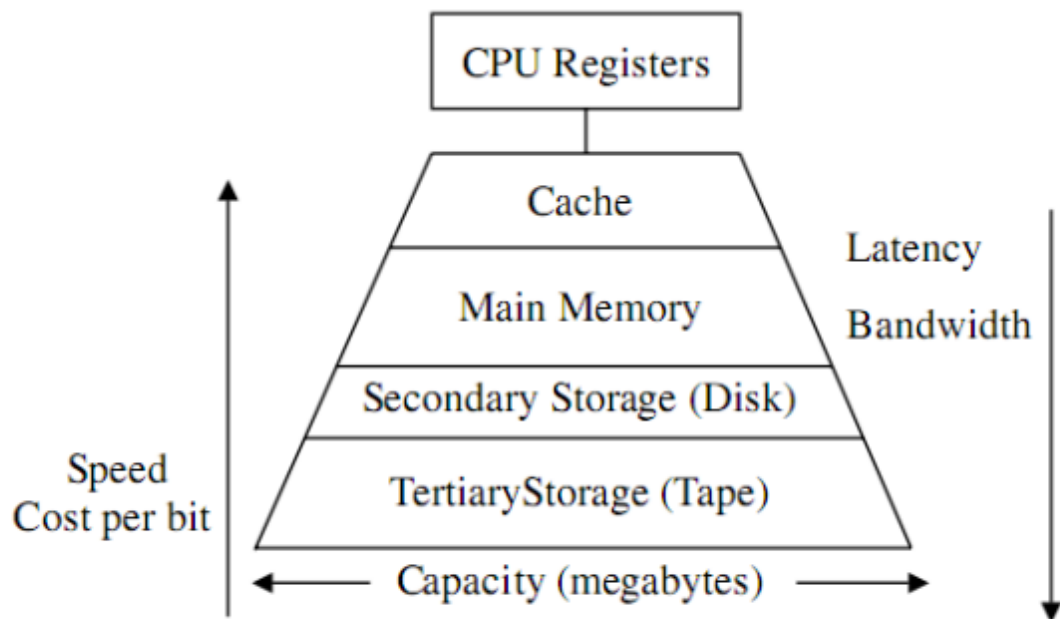 CPU Registers
Cache
Latency
Main Memory
Bandwidth
Secondary Storage (Disk)
Speed
TertiaryStorage (Tape)
Cost per bit
Capacity (megabytes)